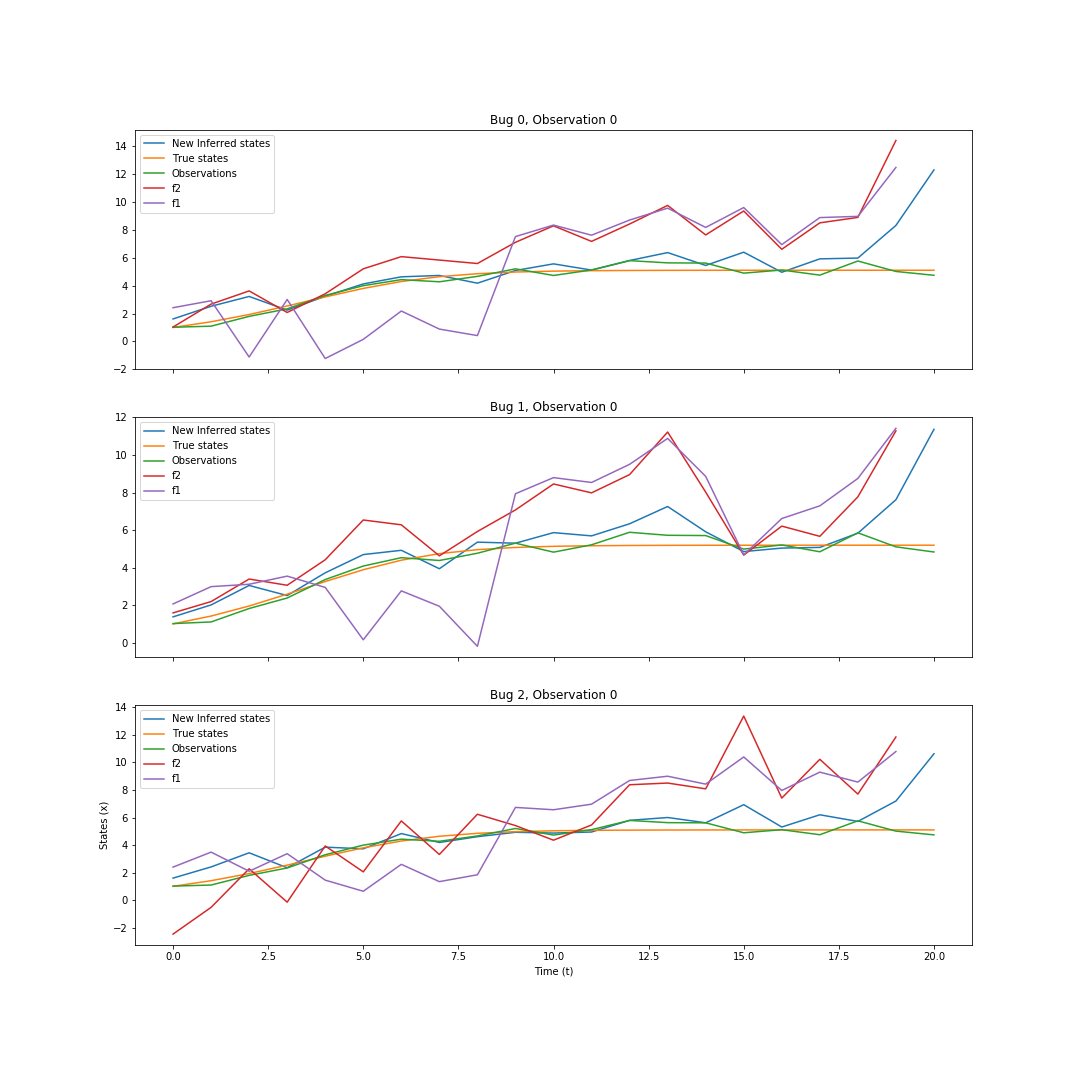 Bug 0, Observation 0
14
12
10
8
6
4
2
0
−2
New Inferred states
True states
Observations
f2
f1
Bug 1, Observation 0
12
10
8
6
4
2
0
New Inferred states
True states
Observations
f2
f1
Bug 2, Observation 0
14
12
10
8
6
4
2
0
−2
States (x)
New Inferred states
True states
Observations
f2
f1
0.0 2.5 5.0 7.5 10.0 12.5 15.0 17.5 20.0
Time (t)